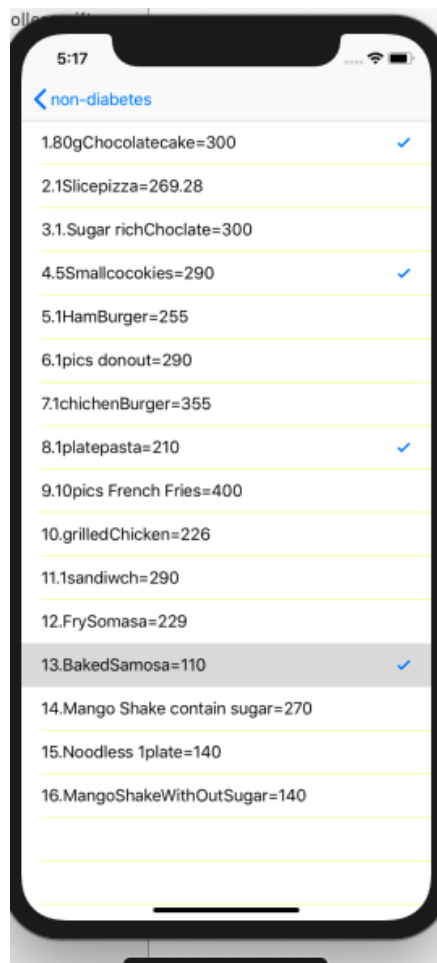 5:17
non-diabetes
1.80gChocolatecake=300
2.1Slicepizza=269.28
3.1.Sugar richChoclate=300
4.5Smallcocokies=290
5.1HamBurger=255
6.1pics donout=290
7.1chichenBurger=355
8.1platepasta=210
9.10pics French Fries=400
10.grilledChicken=226
11.1sandiwch=290
12.FrySomasa=229
13.BakedSamosa=110
14.Mango Shake contain sugar=270
15.Noodless 1plate=140
16.MangoShakeWithOutSugar=140